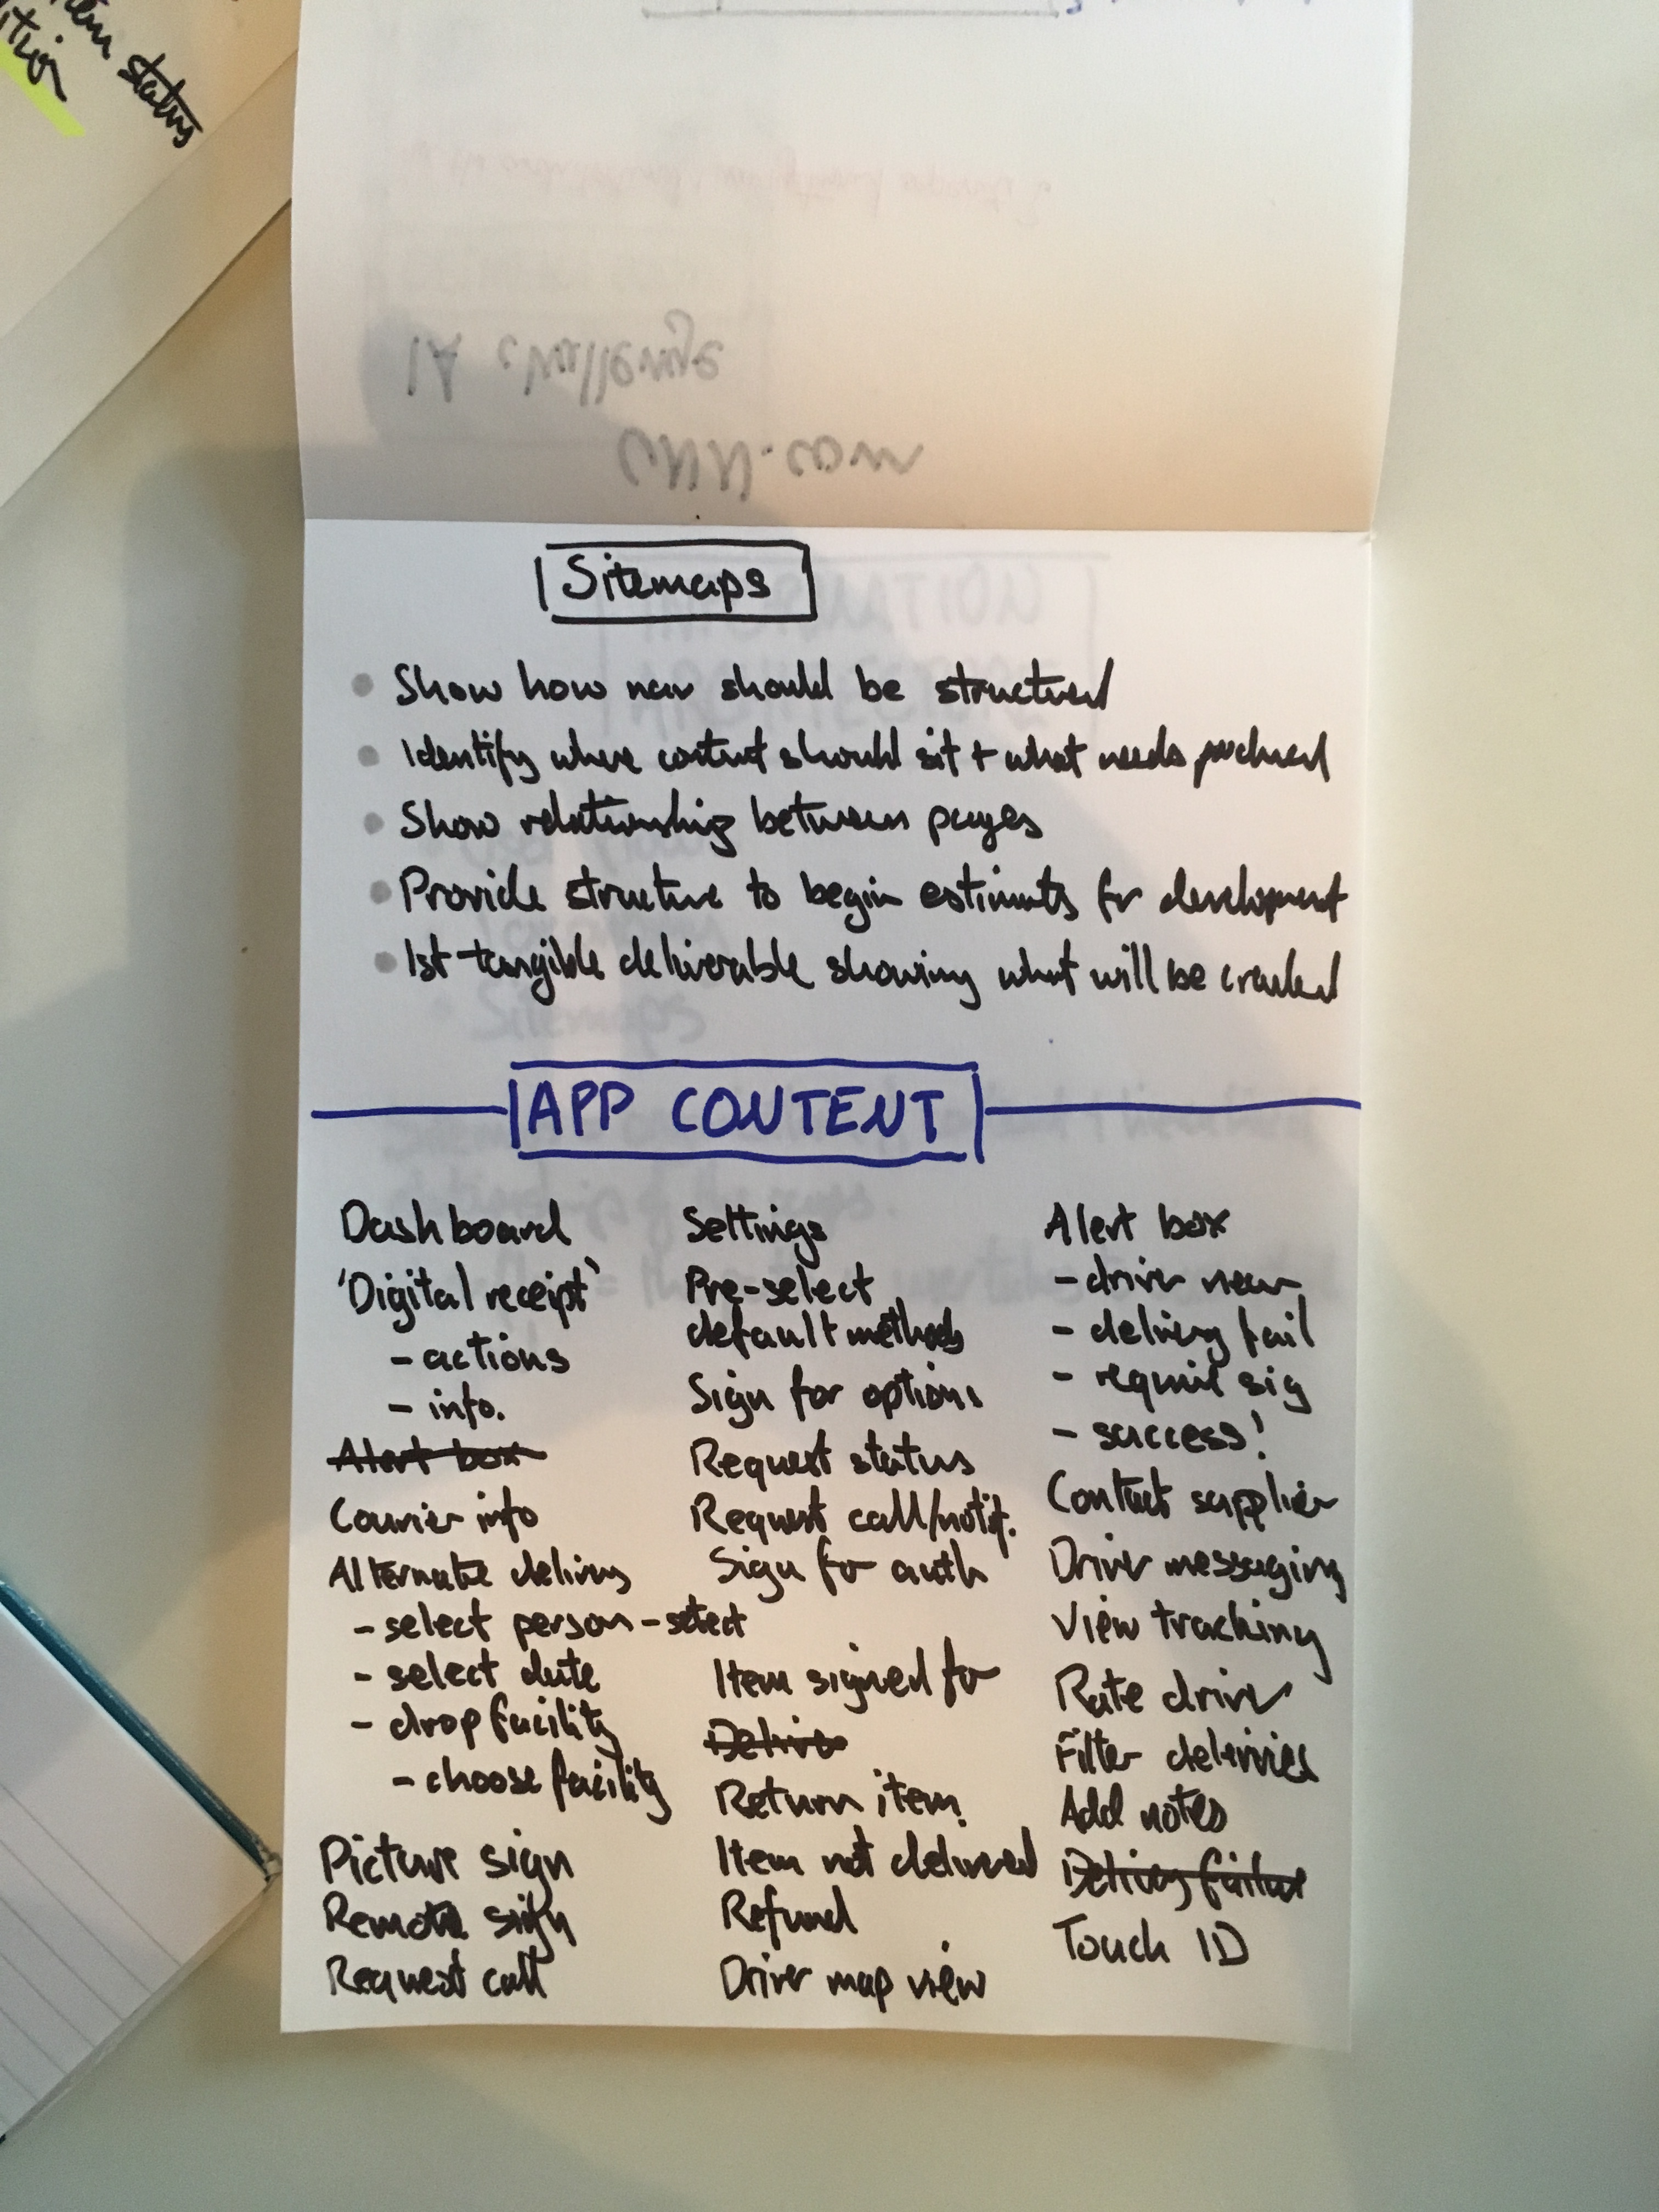 status
Sitemaps
Show how nav should be structured
Identify where content should sit + what needs produced
Show relationship between pages
Provide structure to begin estimates for development
1st tangible deliverable showing what will be created
APP CONTENT
Dashboard
'Digital receipt'
- actions
- info.
Alert box
Courier info
Alternate delivery
- select person - select
- select date
- drop facility
- choose facility
Picture sign
Remote sign
Request call
Settings
Pre-select
default methods
Sign for options
Request status
Request call/notif.
Sign for auth
Item signed for
Return item
Item not delivered
Refund
Driver map view
Alert box
- driver near
- delivery fail
- require sig
- success!
Contact supplier
Driver messaging
View tracking
Rate driver
Filter deliveries
Add notes
Delivery failure
Touch ID